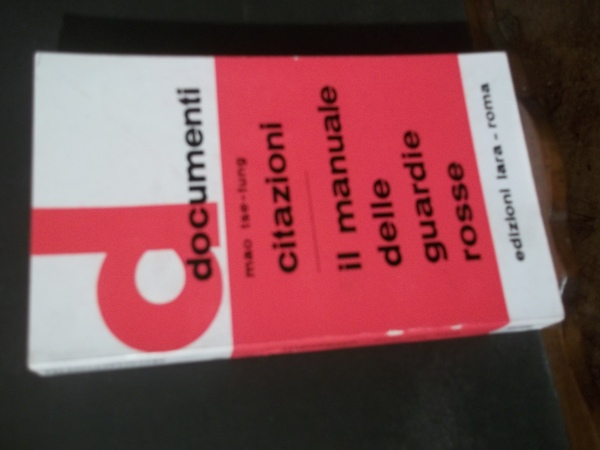 d
documenti
mao tse-tung
citazioni
il manuale
delle
guardie
rosse
edizioni lara - roma